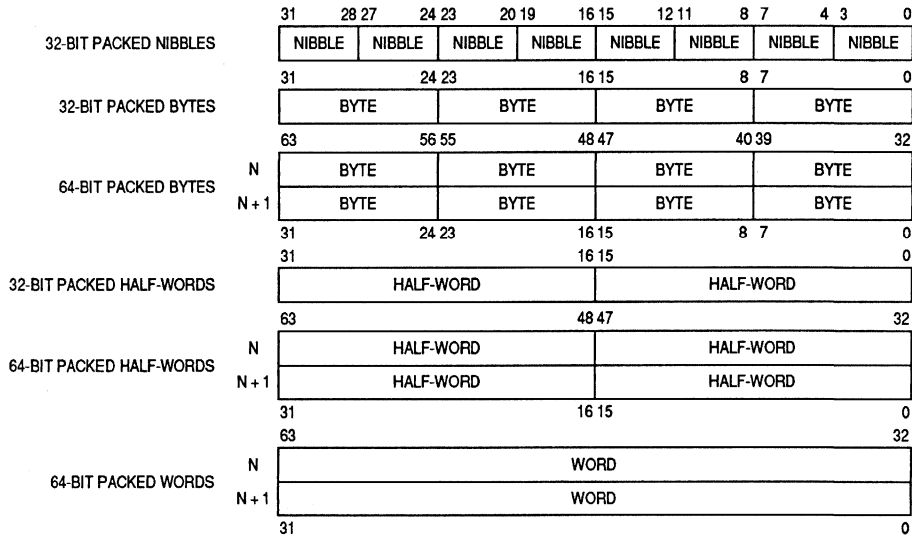 31 28 27 24 23 20 19 16 15 12 11 8 7 4 3 0
32-BIT PACKED NIBBLES NIBBLE NIBBLE NIBBLE NIBBLE NIBBLE NIBBLE NIBBLE NIBBLE
31 24 23 16 15 8 7 0
32-BIT PACKED BYTES BYTE BYTE BYTE BYTE
63 56 55 48 47 40 39 32
64-BIT PACKED BYTES
N BYTE BYTE BYTE BYTE
N + 1 BYTE BYTE BYTE BYTE
31 24 23 16 15 8 7 0
31 16 15 0
32-BIT PACKED HALF-WORDS HALF-WORD HALF-WORD
63 48 47 32
64-BIT PACKED HALF-WORDS
N HALF-WORD HALF-WORD
N + 1 HALF-WORD HALF-WORD
31 16 15 0
63 32
64-BIT PACKED WORDS
N WORD
N + 1 WORD
31 0